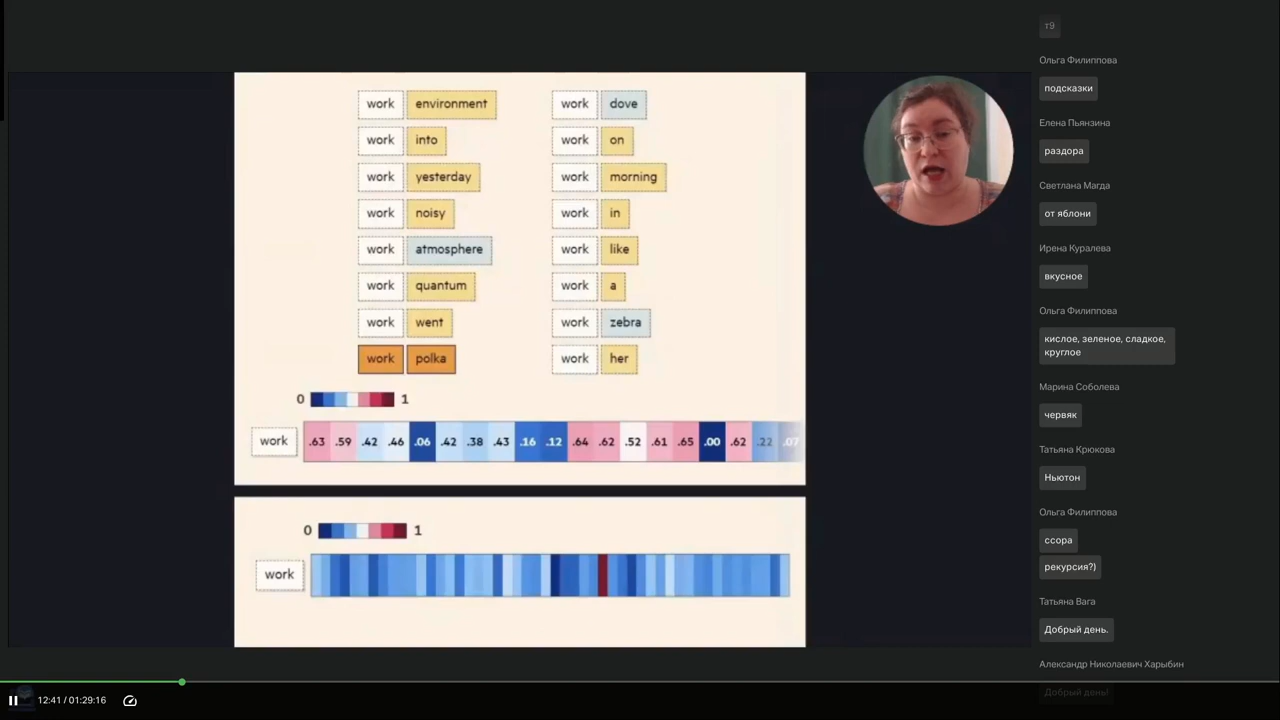 work environment
work into
work yesterday
work noisy
work atmosphere
work quantum
work went
work polka
work dove
work on
work morning
work in
work like
work a
work zebra
work her
0 1
work .63 .59 .42 .46 .06 .42 .38 .43 .16 .12 .64 .62 .52 .61 .65 .00 .62 .22 .07
0 1
work
12:41 / 01:29:16
т9
Ольга Филиппова
подсказки
Елена Пьянзина
раздора
Светлана Магда
от яблони
Ирена Куралева
вкусное
Ольга Филиппова
кислое, зеленое, сладкое,
круглое
Марина Соболева
червяк
Татьяна Крюкова
Ньютон
Ольга Филиппова
ссора
рекурсия?)
Татьяна Вага
Добрый день.
Александр Николаевич Харыбин
Добрый день!